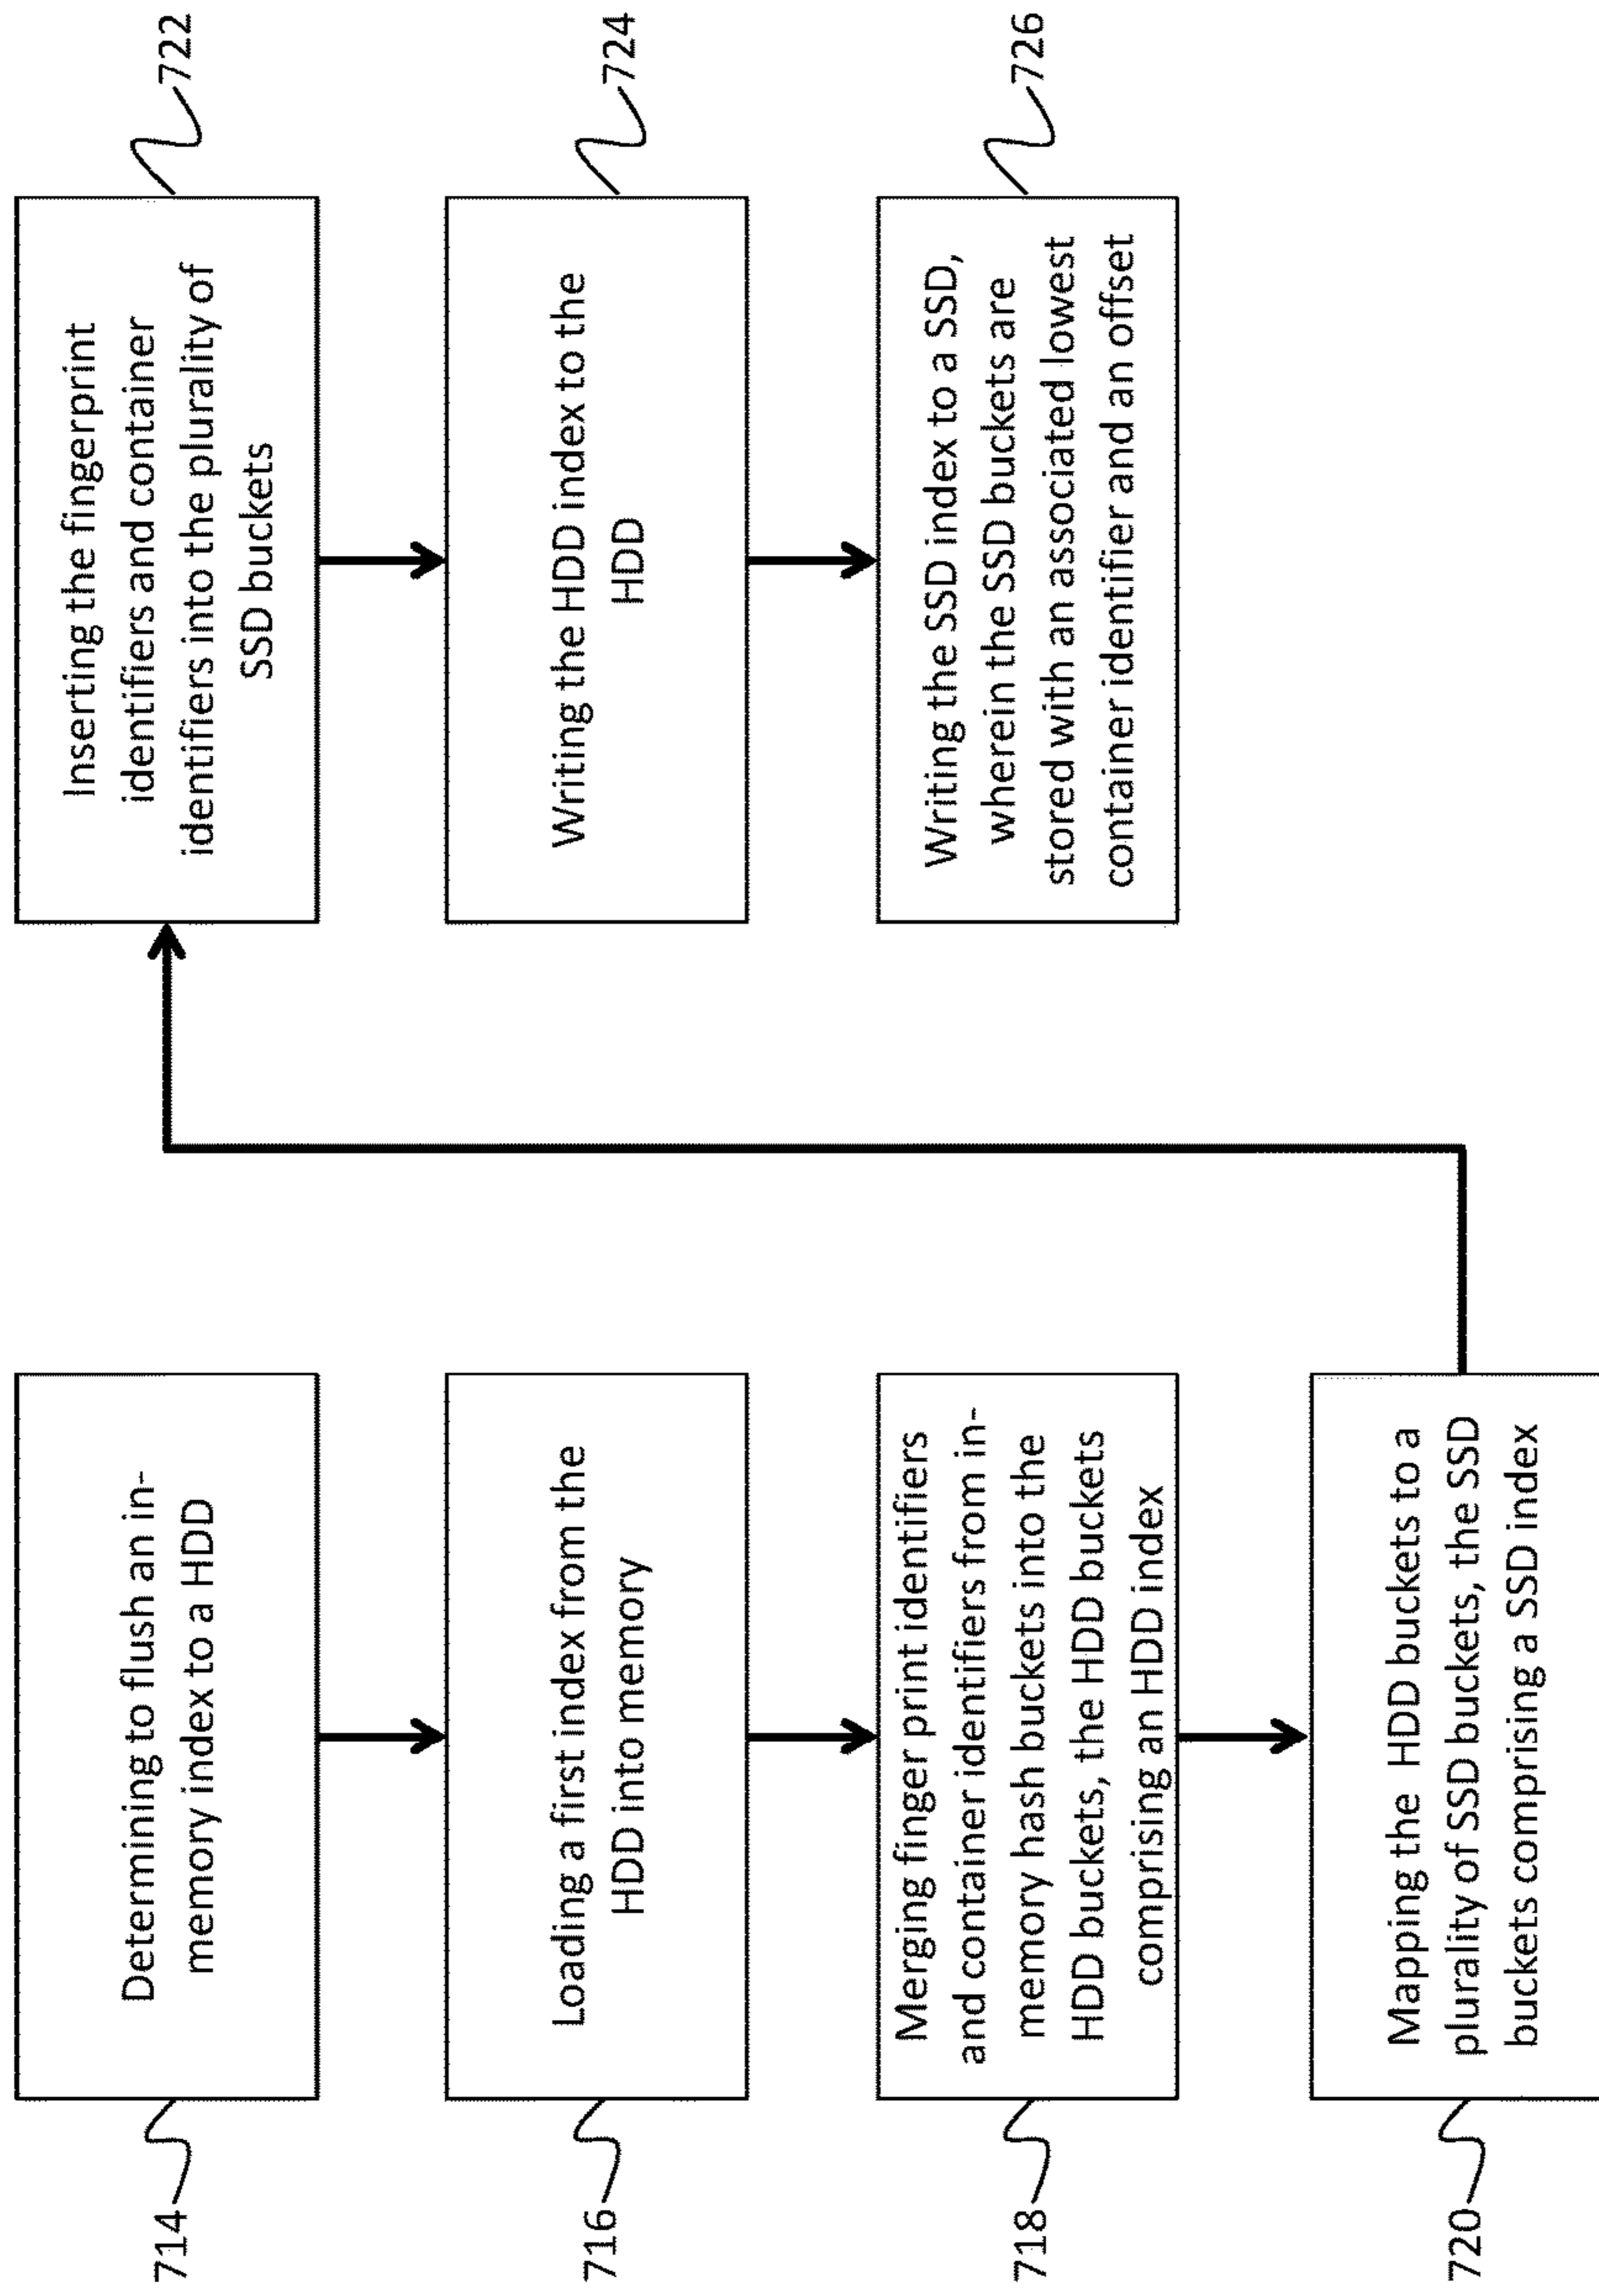 714
Determining to flush an in-
memory index to a HDD
716
Loading a first index from the
HDD into memory
718
Merging finger print identifiers
and container identifiers from in-
memory hash buckets into the
HDD buckets, the HDD buckets
comprising an HDD index
720
Mapping the HDD buckets to a
plurality of SSD buckets, the SSD
buckets comprising a SSD index
722
Inserting the fingerprint
identifiers and container
identifiers into the plurality of
SSD buckets
724
Writing the HDD index to the
HDD
726
Writing the SSD index to a SSD,
wherein the SSD buckets are
stored with an associated lowest
container identifier and an offset